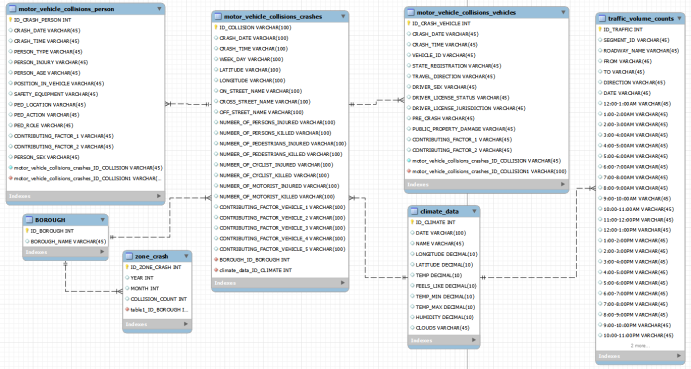 motor_vehicle_collisions_person
ID_CRASH_PERSON INT
CRASH_DATE VARCHAR(45)
CRASH_TIME VARCHAR(45)
PERSON_TYPE VARCHAR(45)
PERSON_INJURY VARCHAR(45)
PERSON_AGE VARCHAR(45)
POSITION_IN_VEHICLE VARCHAR(45)
SAFETY_EQUIPMENT VARCHAR(45)
PED_LOCATION VARCHAR(45)
PED_ACTION VARCHAR(45)
PED_ROLE VARCHAR(45)
CONTRIBUTING_FACTOR_1 VARCHAR(45)
CONTRIBUTING_FACTOR_2 VARCHAR(45)
PERSON_SEX VARCHAR(45)
motor_vehicle_collisions_crashes_ID_COLLISION VARCHAR(45)
motor_vehicle_collisions_crashes_ID_COLLISION1 VARCHAR(...
Indexes
BOROUGH
ID_BOROUGH INT
BOROUGH_NAME VARCHAR(45)
Indexes
zone_crash
ID_ZONE_CRASH INT
YEAR INT
MONTH INT
COLLISION_COUNT INT
table1_ID_BOROUGH I...
Indexes
motor_vehicle_collisions_crashes
ID_COLLISION VARCHAR(100)
CRASH_DATE VARCHAR(100)
CRASH_TIME VARCHAR(100)
WEEK_DAY VARCHAR(100)
LATITUDE VARCHAR(100)
LONGITUDE VARCHAR(100)
ON_STREET_NAME VARCHAR(100)
CROSS_STREET_NAME VARCHAR(100)
OFF_STREET_NAME VARCHAR(100)
NUMBER_OF_PERSONS_INJURED VARCHAR(100)
NUMBER_OF_PERSONS_KILLED VARCHAR(100)
NUMBER_OF_PEDESTRIANS_INJURED VARCHAR(100)
NUMBER_OF_PEDESTRIANS_KILLED VARCHAR(100)
NUMBER_OF_CYCLIST_INJURED VARCHAR(100)
NUMBER_OF_CYCLIST_KILLED VARCHAR(100)
NUMBER_OF_MOTORIST_INJURED VARCHAR(100)
NUMBER_OF_MOTORIST_KILLED VARCHAR(100)
CONTRIBUTING_FACTOR_VEHICLE_1 VARCHAR(100)
CONTRIBUTING_FACTOR_VEHICLE_2 VARCHAR(100)
CONTRIBUTING_FACTOR_VEHICLE_3 VARCHAR(100)
CONTRIBUTING_FACTOR_VEHICLE_4 VARCHAR(100)
CONTRIBUTING_FACTOR_VEHICLE_5 VARCHAR(100)
BOROUGH_ID_BOROUGH INT
climate_data_ID_CLIMATE INT
Indexes
motor_vehicle_collisions_vehicles
ID_CRASH_VEHICLE INT
CRASH_DATE VARCHAR(45)
CRASH_TIME VARCHAR(45)
VEHICLE_ID VARCHAR(45)
STATE_REGISTRATION VARCHAR(45)
TRAVEL_DIRECTION VARCHAR(45)
DRIVER_SEX VARCHAR(45)
DRIVER_LICENSE_STATUS VARCHAR(45)
DRIVER_LICENSE_JURISDICTION VARCHAR(45)
PRE_CRASH VARCHAR(45)
PUBLIC_PROPERTY_DAMAGE VARCHAR(45)
CONTRIBUTING_FACTOR_1 VARCHAR(45)
CONTRIBUTING_FACTOR_2 VARCHAR(45)
motor_vehicle_collisions_crashes_ID_COLLISION VARCHAR(45)
motor_vehicle_collisions_crashes_ID_COLLISION1 VARCHAR(100)
Indexes
climate_data
ID_CLIMATE INT
DATE VARCHAR(100)
NAME VARCHAR(45)
LONGITUDE DECIMAL(10)
LATITUDE DECIMAL(10)
TEMP DECIMAL(10)
FEELS_LIKE DECIMAL(10)
TEMP_MIN DECIMAL(10)
TEMP_MAX DECIMAL(10)
HUMIDITY DECIMAL(10)
CLOUDS VARCHAR(45)
Indexes
traffic_volume_counts
ID_TRAFFIC INT
SEGMENT_ID VARCHAR(45)
ROADWAY_NAME VARCHAR(45)
FROM VARCHAR(45)
TO VARCHAR(45)
DIRECTION VARCHAR(45)
DATE VARCHAR(45)
12:00-1:00AM VARCHAR(45)
1:00-2:00AM VARCHAR(45)
2:00-3:00AM VARCHAR(45)
3:00-4:00AM VARCHAR(45)
4:00-5:00AM VARCHAR(45)
5:00-6:00AM VARCHAR(45)
6:00-7:00AM VARCHAR(45)
7:00-8:00AM VARCHAR(45)
8:00-9:00AM VARCHAR(45)
9:00-10:00AM VARCHAR(45)
10:00-11:00AM VARCHAR(45)
11:00-12:00PM VARCHAR(45)
12:00-1:00PM VARCHAR(45)
1:00-2:00PM VARCHAR(45)
2:00-3:00PM VARCHAR(45)
3:00-4:00PM VARCHAR(45)
4:00-5:00PM VARCHAR(45)
5:00-6:00PM VARCHAR(45)
6:00-7:00PM VARCHAR(45)
7:00-8:00PM VARCHAR(45)
8:00-9:00PM VARCHAR(45)
9:00-10:00PM VARCHAR(45)
10:00-11:00PM VARCHAR(45)
2 more...
Indexes